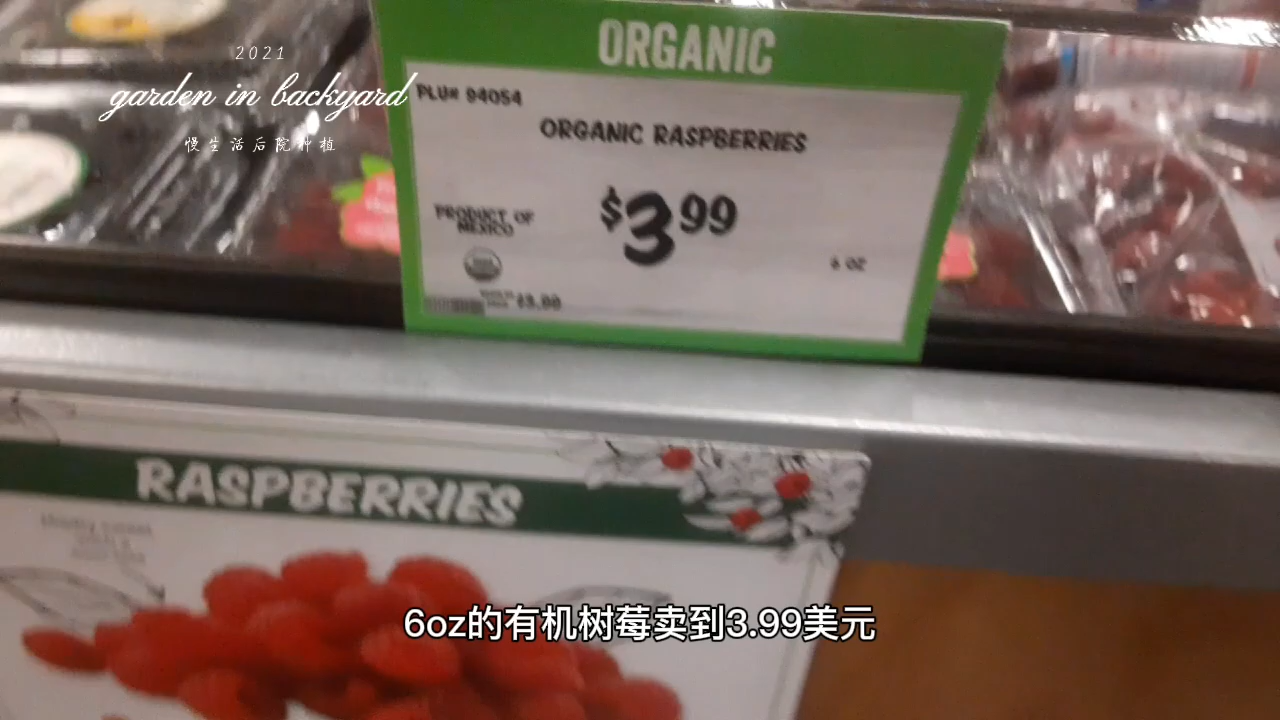 2021
garden in backyard
慢生活后院种植
ORGANIC
PLU# 94054
ORGANIC RASPBERRIES
$3.99
PRODUCT OF
MEXICO
6 OZ
RASPBERRIES
6oz的有机树莓卖到3.99美元